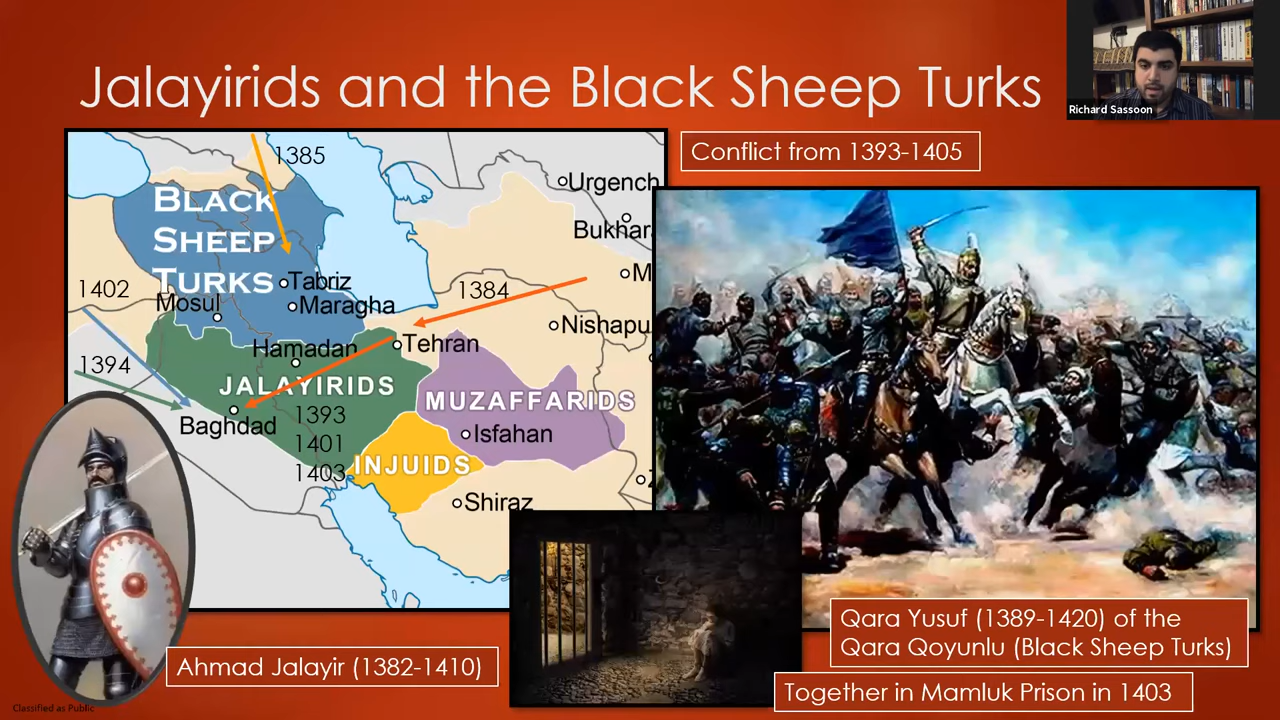 Jalayirids and the Black Sheep Turks
Richard Sassoon
Conflict from 1393-1405
1385
BLACK
SHEEP
TURKS
Urgench
Bukhar
M
Tabriz
Maragha
1402
Mosul
1384
Nishapu
Tehran
Hamadan
1394
JALAYIRIDS
MUZAFFARIDS
1393
Baghdad
1401
Isfahan
1403
INJUIDS
Z
Shiraz
Ahmad Jalayir (1382-1410)
Qara Yusuf (1389-1420) of the
Qara Qoyunlu (Black Sheep Turks)
Together in Mamluk Prison in 1403
Classified as Public